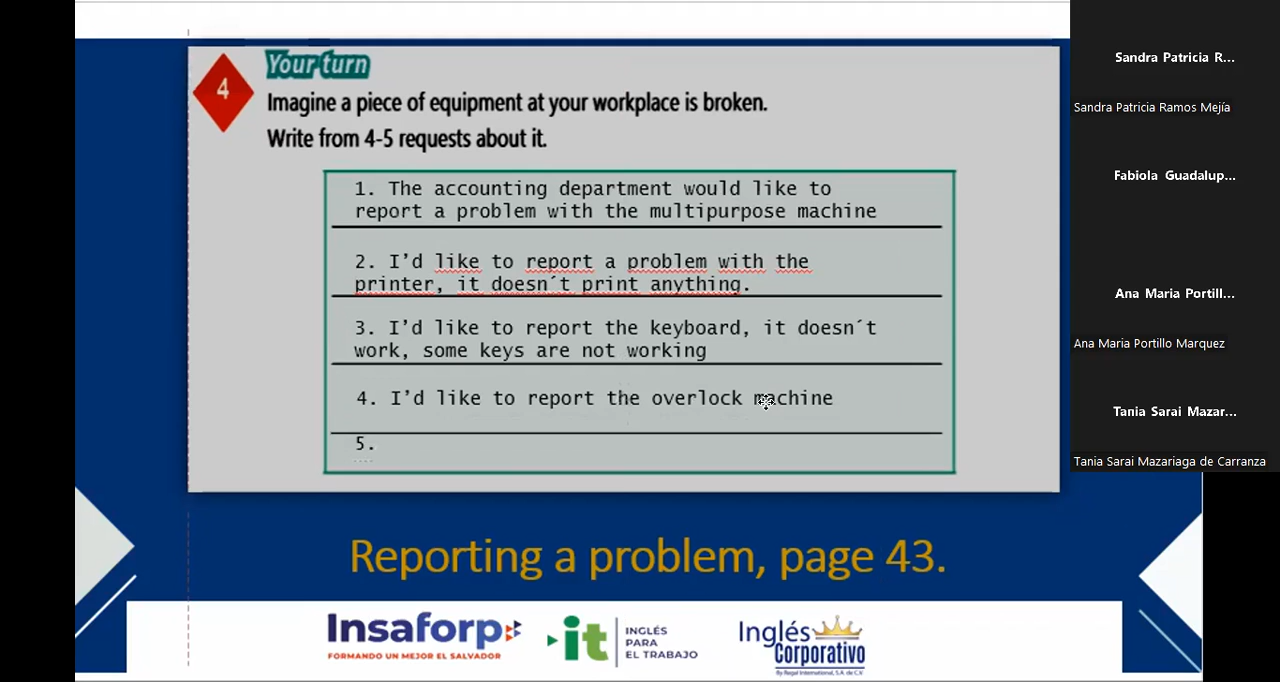 4
Your turn
Imagine a piece of equipment at your workplace is broken.
Write from 4-5 requests about it.
1. The accounting department would like to
report a problem with the multipurpose machine
2. I’d like to report a problem with the
printer, it doesn´t print anything.
3. I’d like to report the keyboard, it doesn´t
work, some keys are not working
4. I’d like to report the overlock machine
5.
Reporting a problem, page 43.
Insaforp
FORMANDO UN MEJOR EL SALVADOR
it
INGLÉS
PARA
EL TRABAJO
Inglés
Corporativo
By Regal International, S.A. de C.V.
Sandra Patricia R...
Sandra Patricia Ramos Mejía
Fabiola Guadalup...
Ana Maria Portill...
Ana Maria Portillo Marquez
Tania Sarai Mazar...
Tania Sarai Mazariaga de Carranza